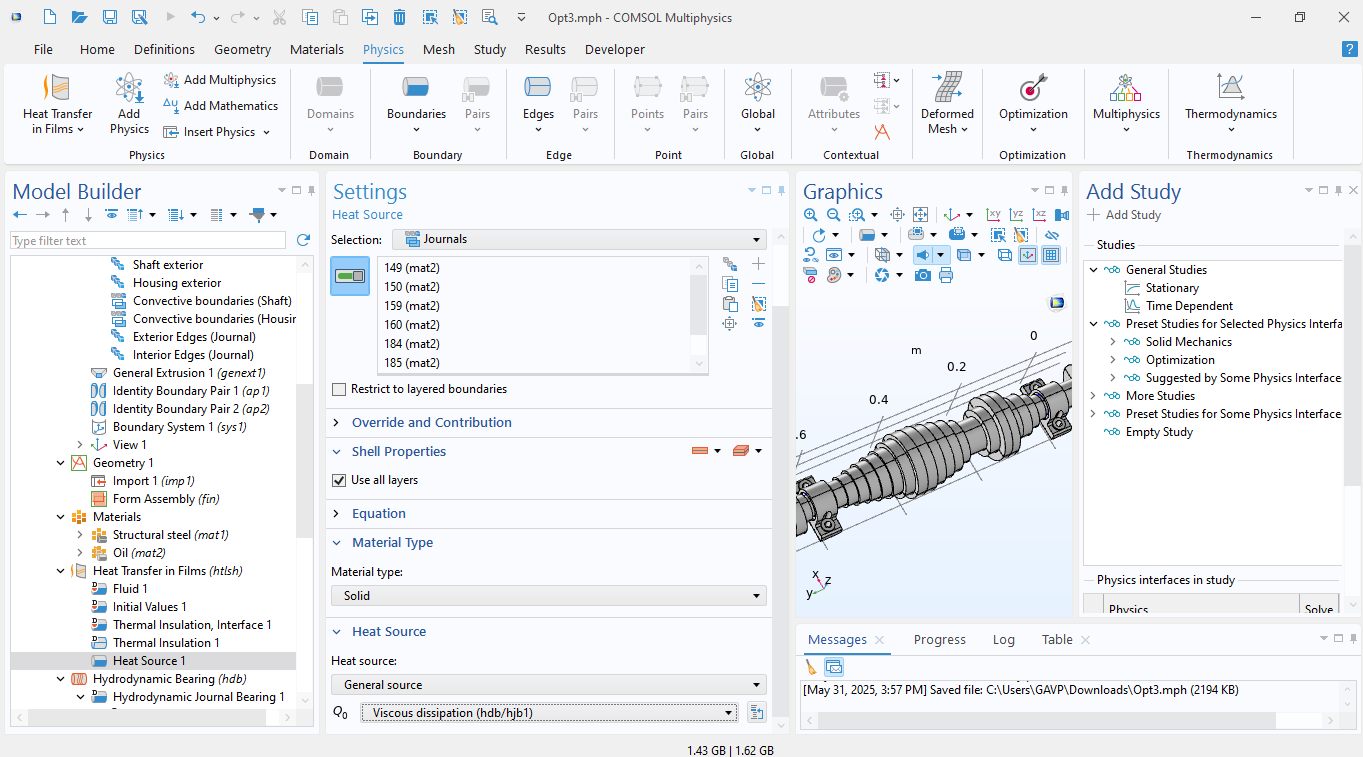 Opt3.mph - COMSOL Multiphysics
File Home Definitions Geometry Materials Physics Mesh Study Results Developer
Heat Transfer in Films
Add Physics
Add Multiphysics
Add Mathematics
Insert Physics
Physics
Domains
Domain
Boundaries
Pairs
Boundary
Edges
Pairs
Edge
Points
Pairs
Point
Global
Global
Attributes
Contextual
Deformed Mesh
Optimization
Optimization
Multiphysics
Thermodynamics
Thermodynamics
Model Builder
Type filter text
Shaft exterior
Housing exterior
Convective boundaries (Shaft)
Convective boundaries (Housin
Exterior Edges (Journal)
Interior Edges (Journal)
General Extrusion 1 (genext1)
Identity Boundary Pair 1 (ap1)
Identity Boundary Pair 2 (ap2)
Boundary System 1 (sys1)
View 1
Geometry 1
Import 1 (imp1)
Form Assembly (fin)
Materials
Structural steel (mat1)
Oil (mat2)
Heat Transfer in Films (htlsh)
Fluid 1
Initial Values 1
Thermal Insulation, Interface 1
Thermal Insulation 1
Heat Source 1
Hydrodynamic Bearing (hdb)
Hydrodynamic Journal Bearing 1
Settings
Heat Source
Selection: Journals
149 (mat2)
150 (mat2)
159 (mat2)
160 (mat2)
184 (mat2)
185 (mat2)
Restrict to layered boundaries
Override and Contribution
Shell Properties
Use all layers
Equation
Material Type
Material type:
Solid
Heat Source
Heat source:
General source
Q0 Viscous dissipation (hdb/hjb1)
Graphics
xy yz xz
0
m
0.2
0.4
.6
x
z
y
Add Study
Add Study
Studies
General Studies
Stationary
Time Dependent
Preset Studies for Selected Physics Interfa
Solid Mechanics
Optimization
Suggested by Some Physics Interface
More Studies
Preset Studies for Some Physics Interface
Empty Study
Physics interfaces in study
Physics Solve
Messages Progress Log Table
[May 31, 2025, 3:57 PM] Saved file: C:\Users\GAVP\Downloads\Opt3.mph (2194 KB)
1.43 GB | 1.62 GB